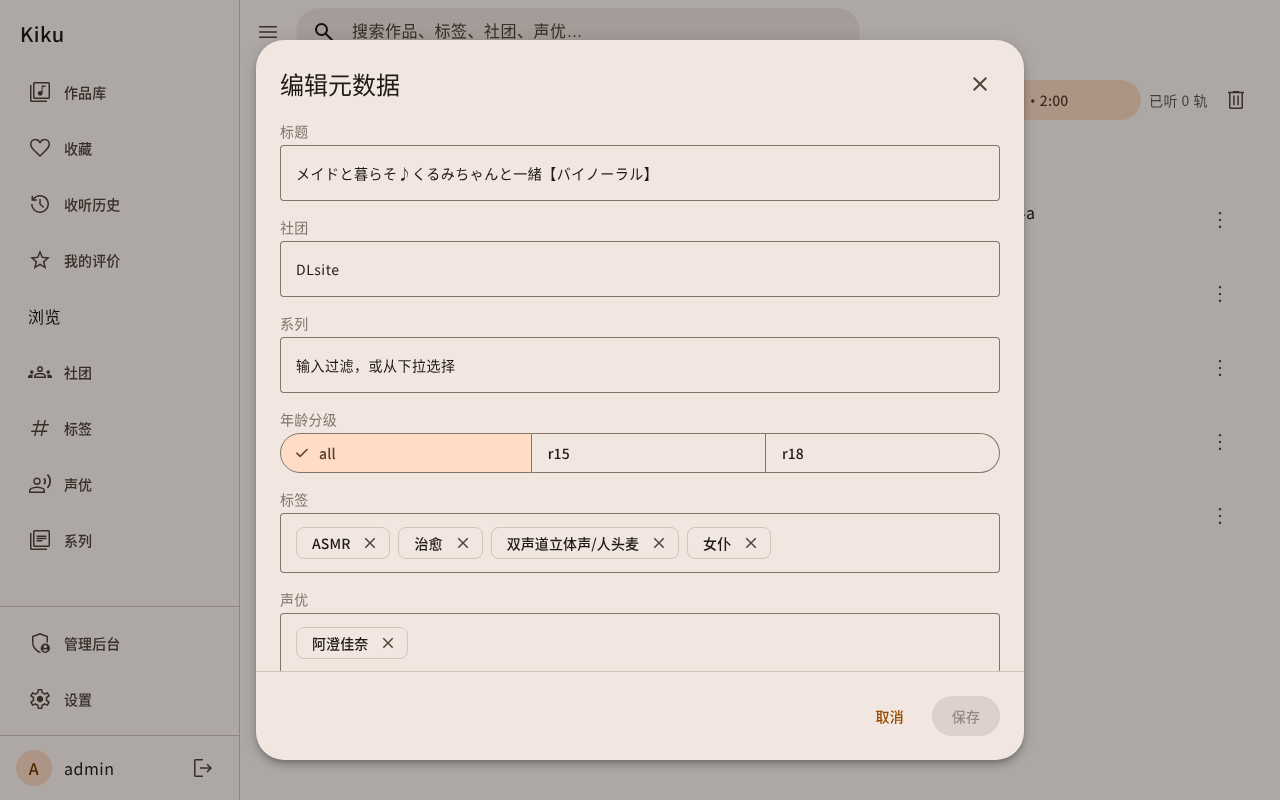 Kiku
搜索作品、标签、社团、声优…
作品库
收藏
收听历史
我的评价
浏览
社团
标签
声优
系列
管理后台
设置
A
admin
• 2:00
已听 0 轨
编辑元数据
标题
メイドと暮らそ♪くるみちゃんと一緒【バイノーラル】
社团
DLsite
系列
输入过滤，或从下拉选择
年龄分级
all
r15
r18
标签
ASMR
治愈
双声道立体声/人头麦
女仆
声优
阿澄佳奈
取消
保存